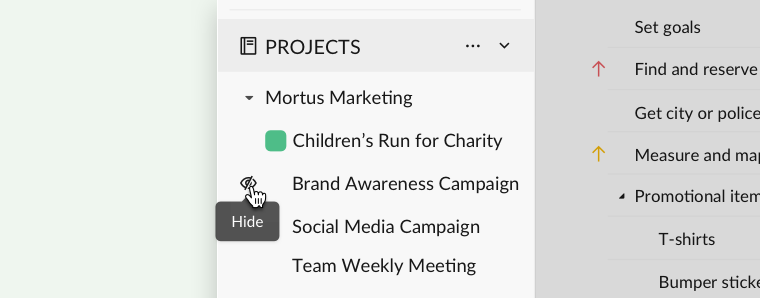 PROJECTS
Mortus Marketing
Children's Run for Charity
Brand Awareness Campaign
Hide
Social Media Campaign
Team Weekly Meeting
Set goals
Find and reserve
Get city or police
Measure and map
Promotional item
T-shirts
Bumper sticke